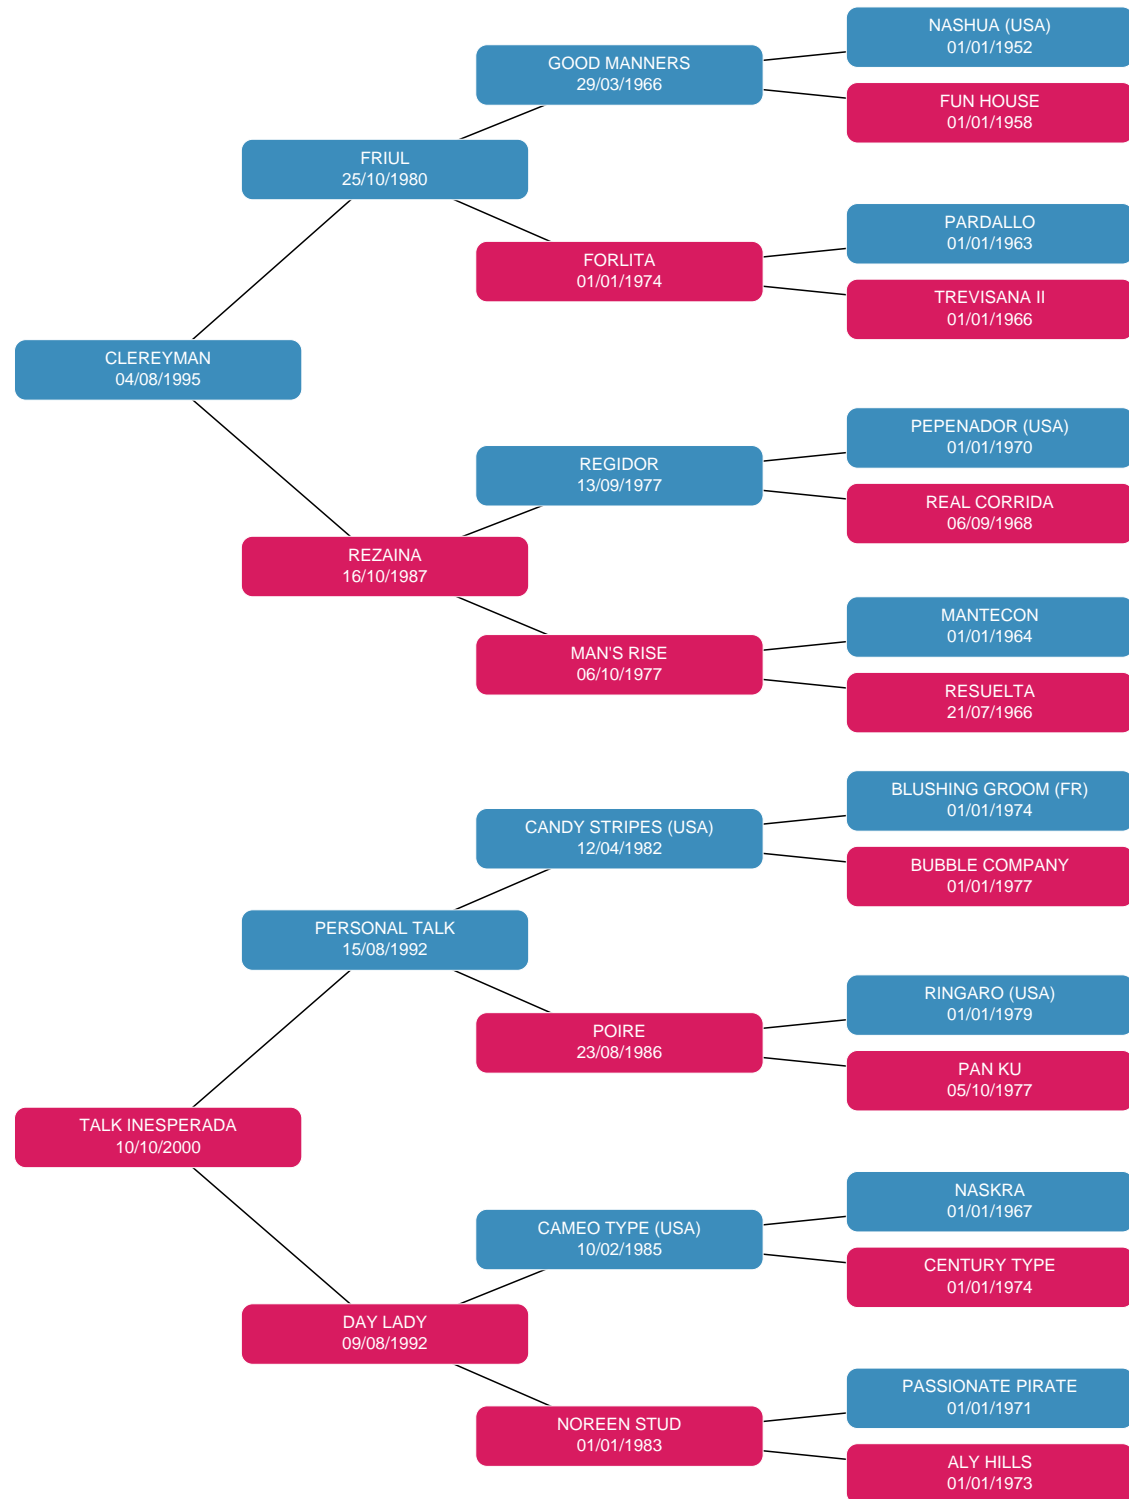 NASHUA (USA)
01/01/1952
GOOD MANNERS
29/03/1966
FUN HOUSE
01/01/1958
FRIUL
25/10/1980
PARDALLO
01/01/1963
FORLITA
01/01/1974
TREVISANA II
01/01/1966
CLEREYMAN
04/08/1995
PEPENADOR (USA)
01/01/1970
REGIDOR
13/09/1977
REAL CORRIDA
06/09/1968
REZAINA
16/10/1987
MANTECON
01/01/1964
MAN'S RISE
06/10/1977
RESUELTA
21/07/1966
BLUSHING GROOM (FR)
01/01/1974
CANDY STRIPES (USA)
12/04/1982
BUBBLE COMPANY
01/01/1977
PERSONAL TALK
15/08/1992
RINGARO (USA)
01/01/1979
POIRE
23/08/1986
PAN KU
05/10/1977
TALK INESPERADA
10/10/2000
NASKRA
01/01/1967
CAMEO TYPE (USA)
10/02/1985
CENTURY TYPE
01/01/1974
DAY LADY
09/08/1992
PASSIONATE PIRATE
01/01/1971
NOREEN STUD
01/01/1983
ALY HILLS
01/01/1973